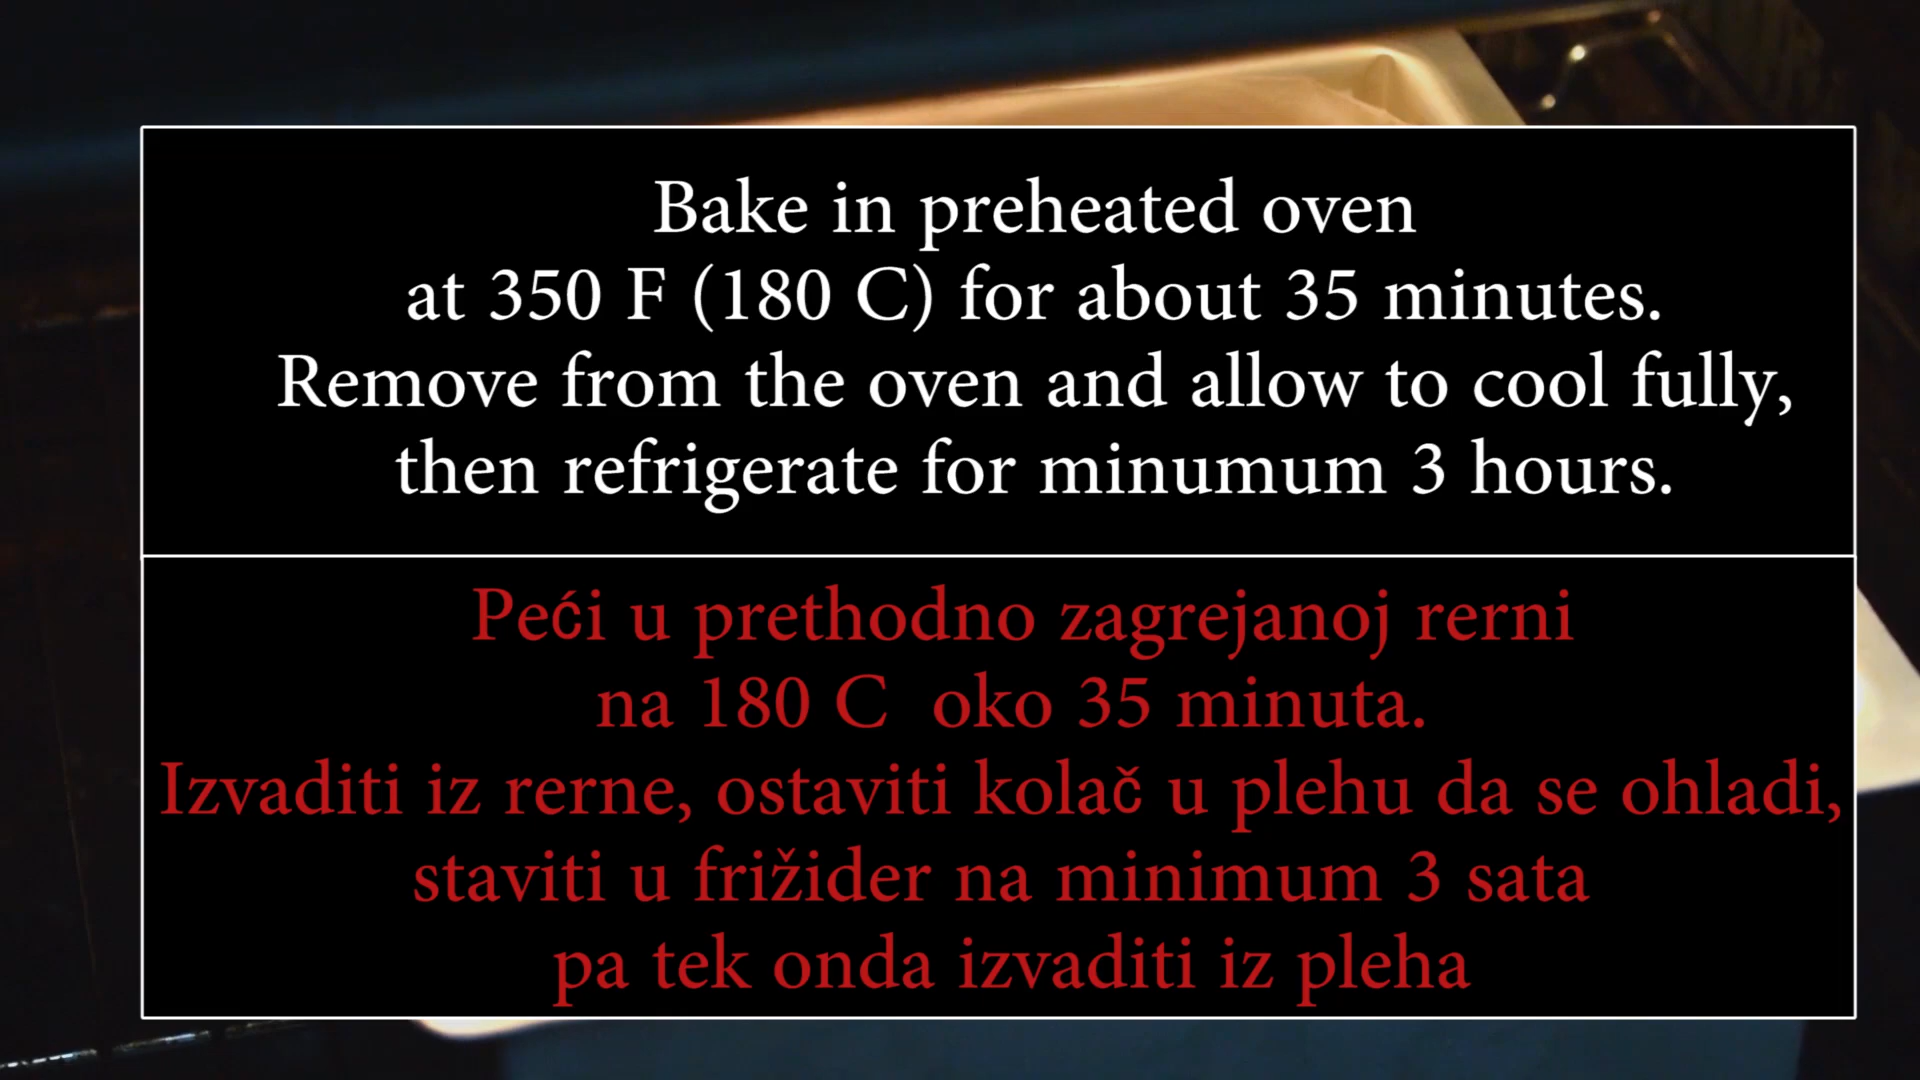 Bake in preheated oven
at 350 F (180 C) for about 35 minutes.
Remove from the oven and allow to cool fully,
then refrigerate for minumum 3 hours.
Peći u prethodno zagrejanoj rerni
na 180 C  oko 35 minuta.
Izvaditi iz rerne, ostaviti kolač u plehu da se ohladi,
staviti u frižider na minimum 3 sata
pa tek onda izvaditi iz pleha